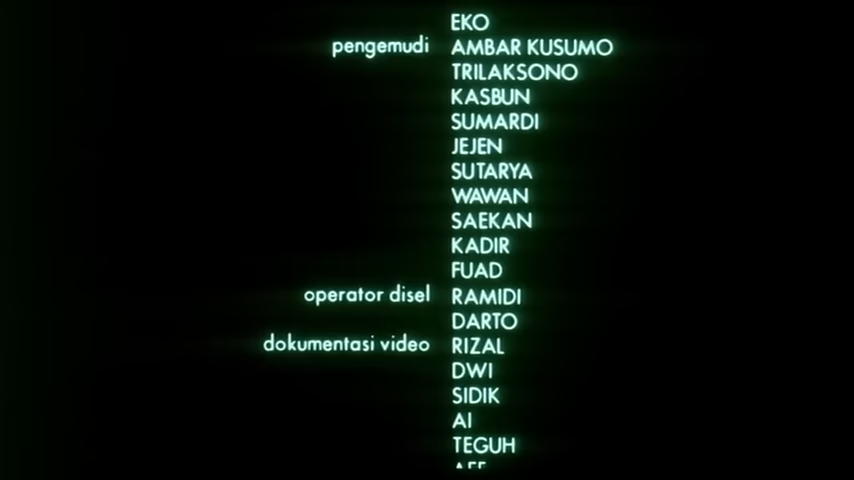 EKO
pengemudi AMBAR KUSUMO
TRILAKSONO
KASBUN
SUMARDI
JEJEN
SUTARYA
WAWAN
SAEKAN
KADIR
FUAD
operator disel RAMIDI
DARTO
dokumentasi video RIZAL
DWI
SIDIK
AI
TEGUH